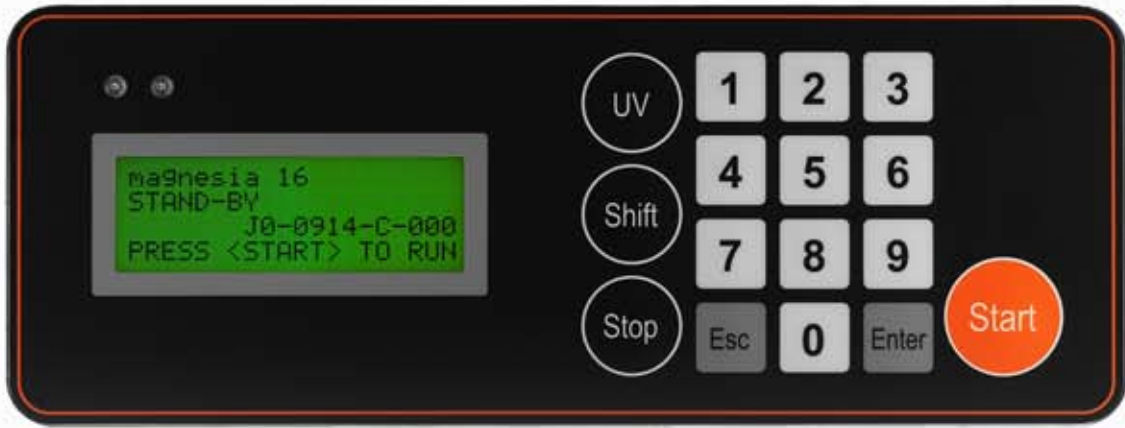 magnesia 16
STAND-BY
J0-0914-C-000
PRESS <START> TO RUN
UV
Shift
Stop
1 2 3
4 5 6
7 8 9
Esc 0 Enter
Start